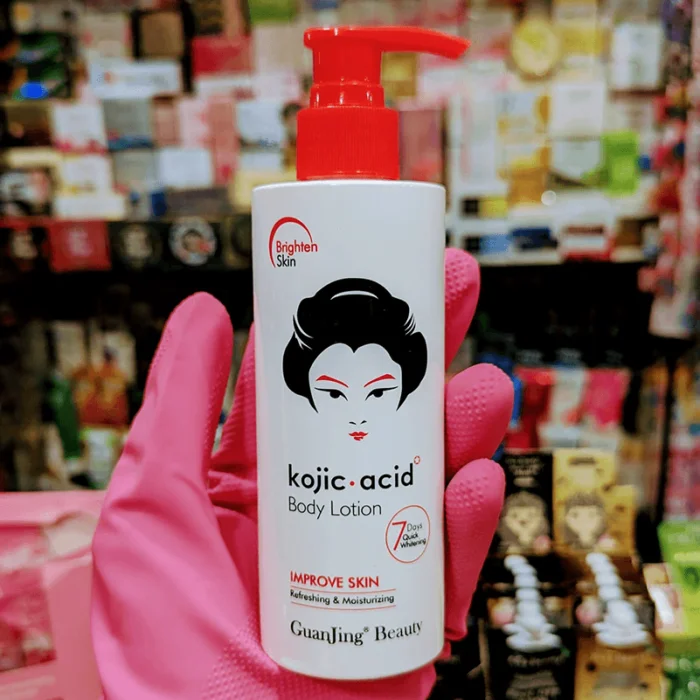 Brighten
Skin
kojic·acid
Body Lotion
7 Days
Quick
Whitening
IMPROVE SKIN
Refreshing & Moisturizing
GuanJing® Beauty